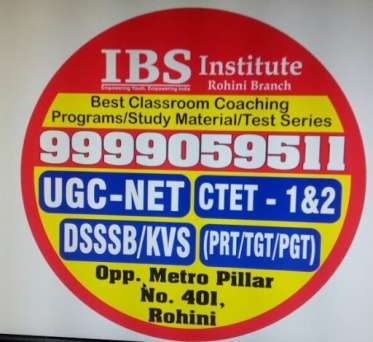 IBS Institute
Empowering Youth, Empowering India
Rohini Branch
Best Classroom Coaching
Programs/Study Material/Test Series
9999059511
UGC-NET
CTET - 1&2
DSSSB/KVS
(PRT/TGT/PGT)
Opp. Metro Pillar
No. 401,
Rohini